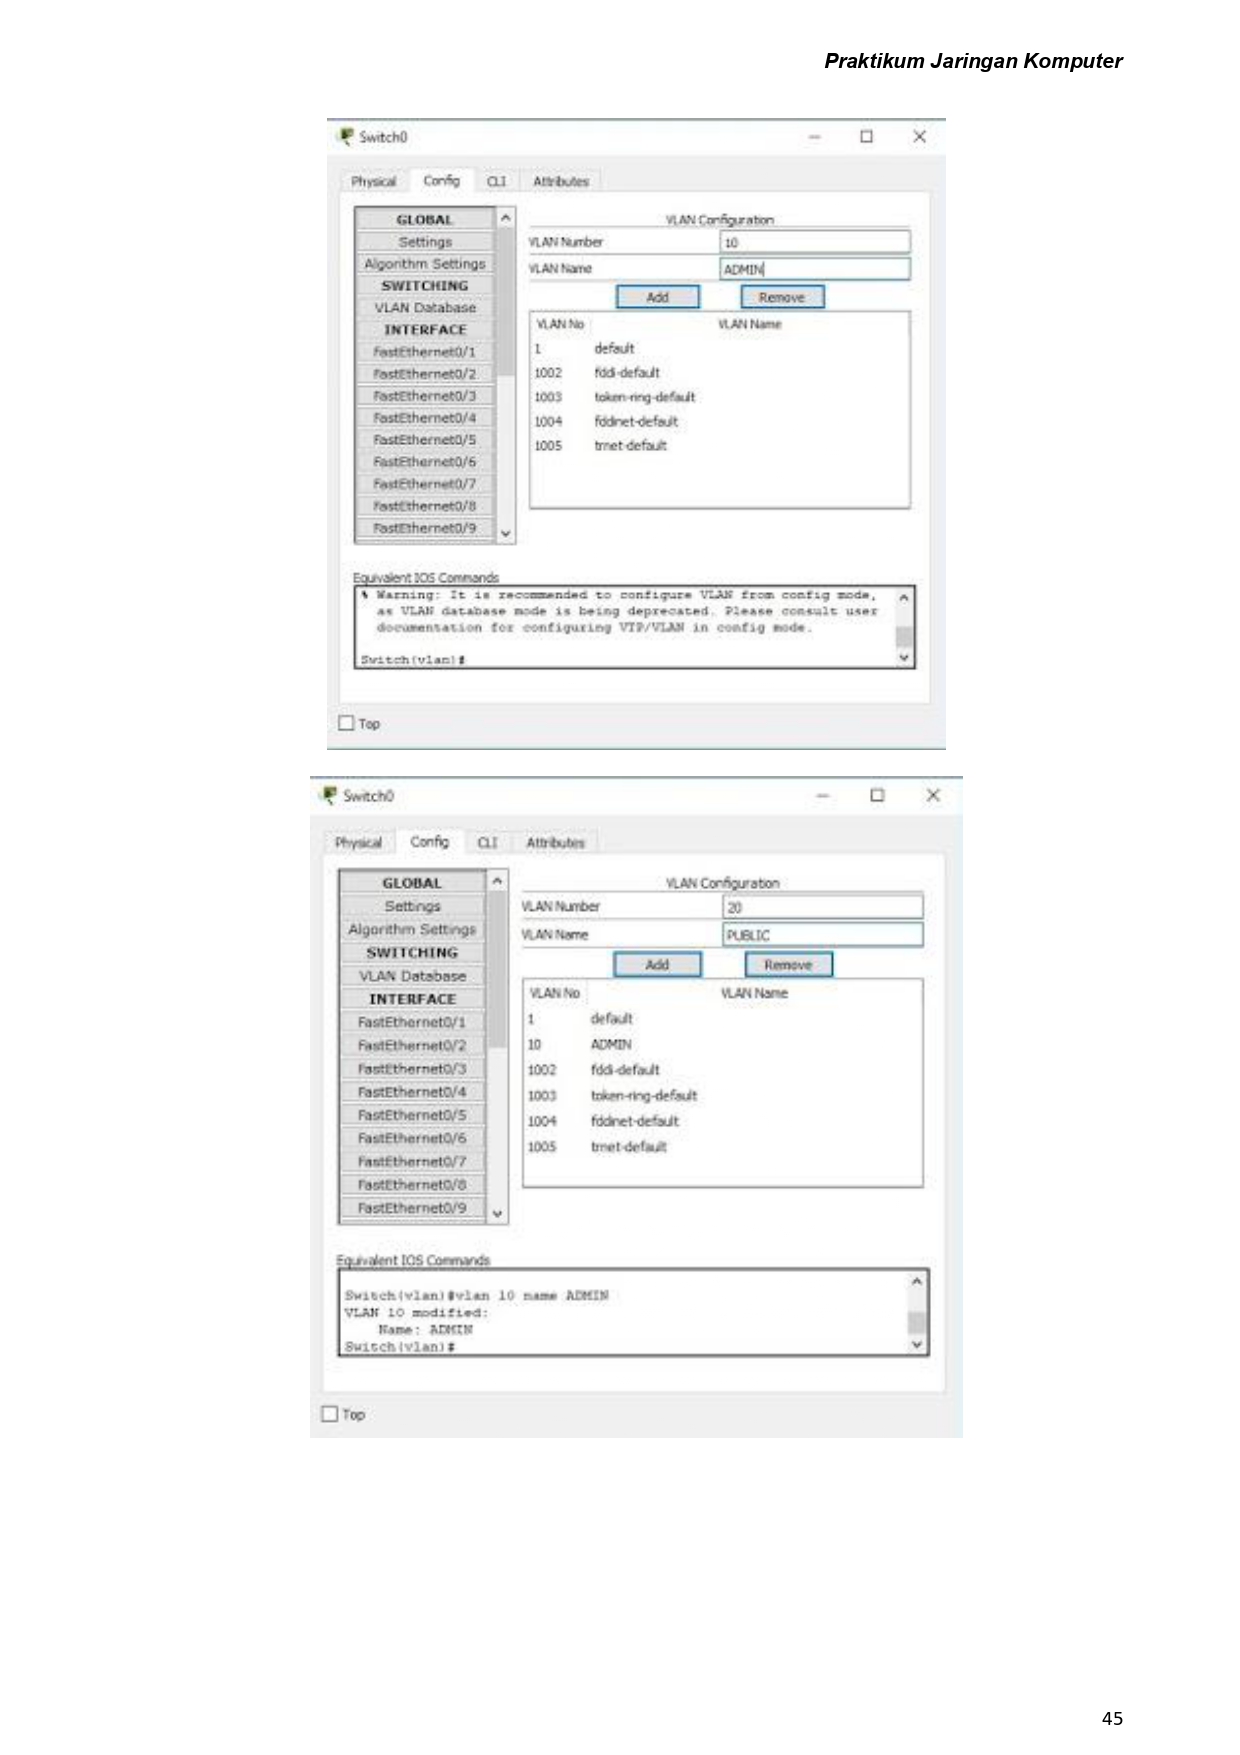 Praktikum Jaringan Komputer
Switch0
Physical Config CLI Attributes
GLOBAL
Settings
Algorithm Settings
SWITCHING
VLAN Database
INTERFACE
FastEthernet0/1
FastEthernet0/2
FastEthernet0/3
FastEthernet0/4
FastEthernet0/5
FastEthernet0/6
FastEthernet0/7
FastEthernet0/8
FastEthernet0/9
VLAN Configuration
VLAN Number 10
VLAN Name ADMIN
Add Remove
VLAN No VLAN Name
1 default
1002 fddi-default
1003 token-ring-default
1004 fddinet-default
1005 trnet-default
Equivalent IOS Commands
% Warning: It is recommended to configure VLAN from config mode,
as VLAN database mode is being deprecated. Please consult user
documentation for configuring VTP/VLAN in config mode.
Switch(vlan)#
Top
Switch0
Physical Config CLI Attributes
GLOBAL
Settings
Algorithm Settings
SWITCHING
VLAN Database
INTERFACE
FastEthernet0/1
FastEthernet0/2
FastEthernet0/3
FastEthernet0/4
FastEthernet0/5
FastEthernet0/6
FastEthernet0/7
FastEthernet0/8
FastEthernet0/9
VLAN Configuration
VLAN Number 20
VLAN Name PUBLIC
Add Remove
VLAN No VLAN Name
1 default
10 ADMIN
1002 fddi-default
1003 token-ring-default
1004 fddinet-default
1005 trnet-default
Equivalent IOS Commands
Switch(vlan)#vlan 10 name ADMIN
VLAN 10 modified:
Name: ADMIN
Switch(vlan)#
Top
45